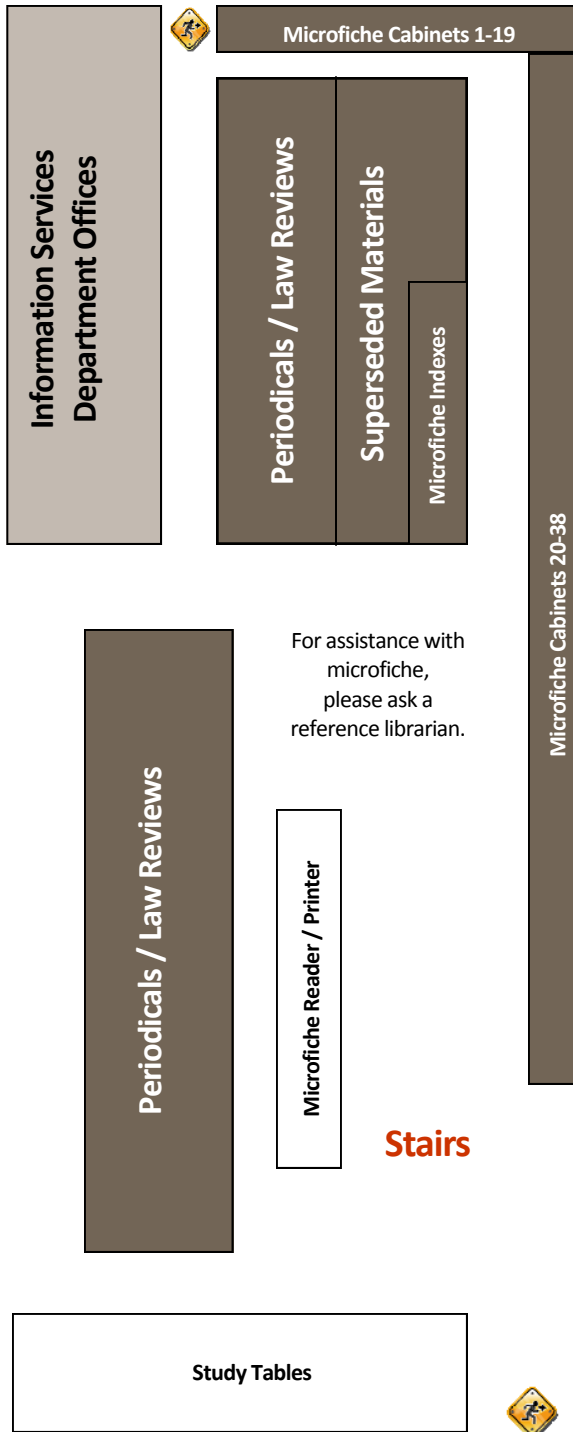 Microfiche Cabinets 1-19
Information Services
Department Offices
Periodicals / Law Reviews
Superseded Materials
Microfiche Indexes
Microfiche Cabinets 20-38
For assistance with
microfiche,
please ask a
reference librarian.
Periodicals / Law Reviews
Microfiche Reader / Printer
Stairs
Study Tables